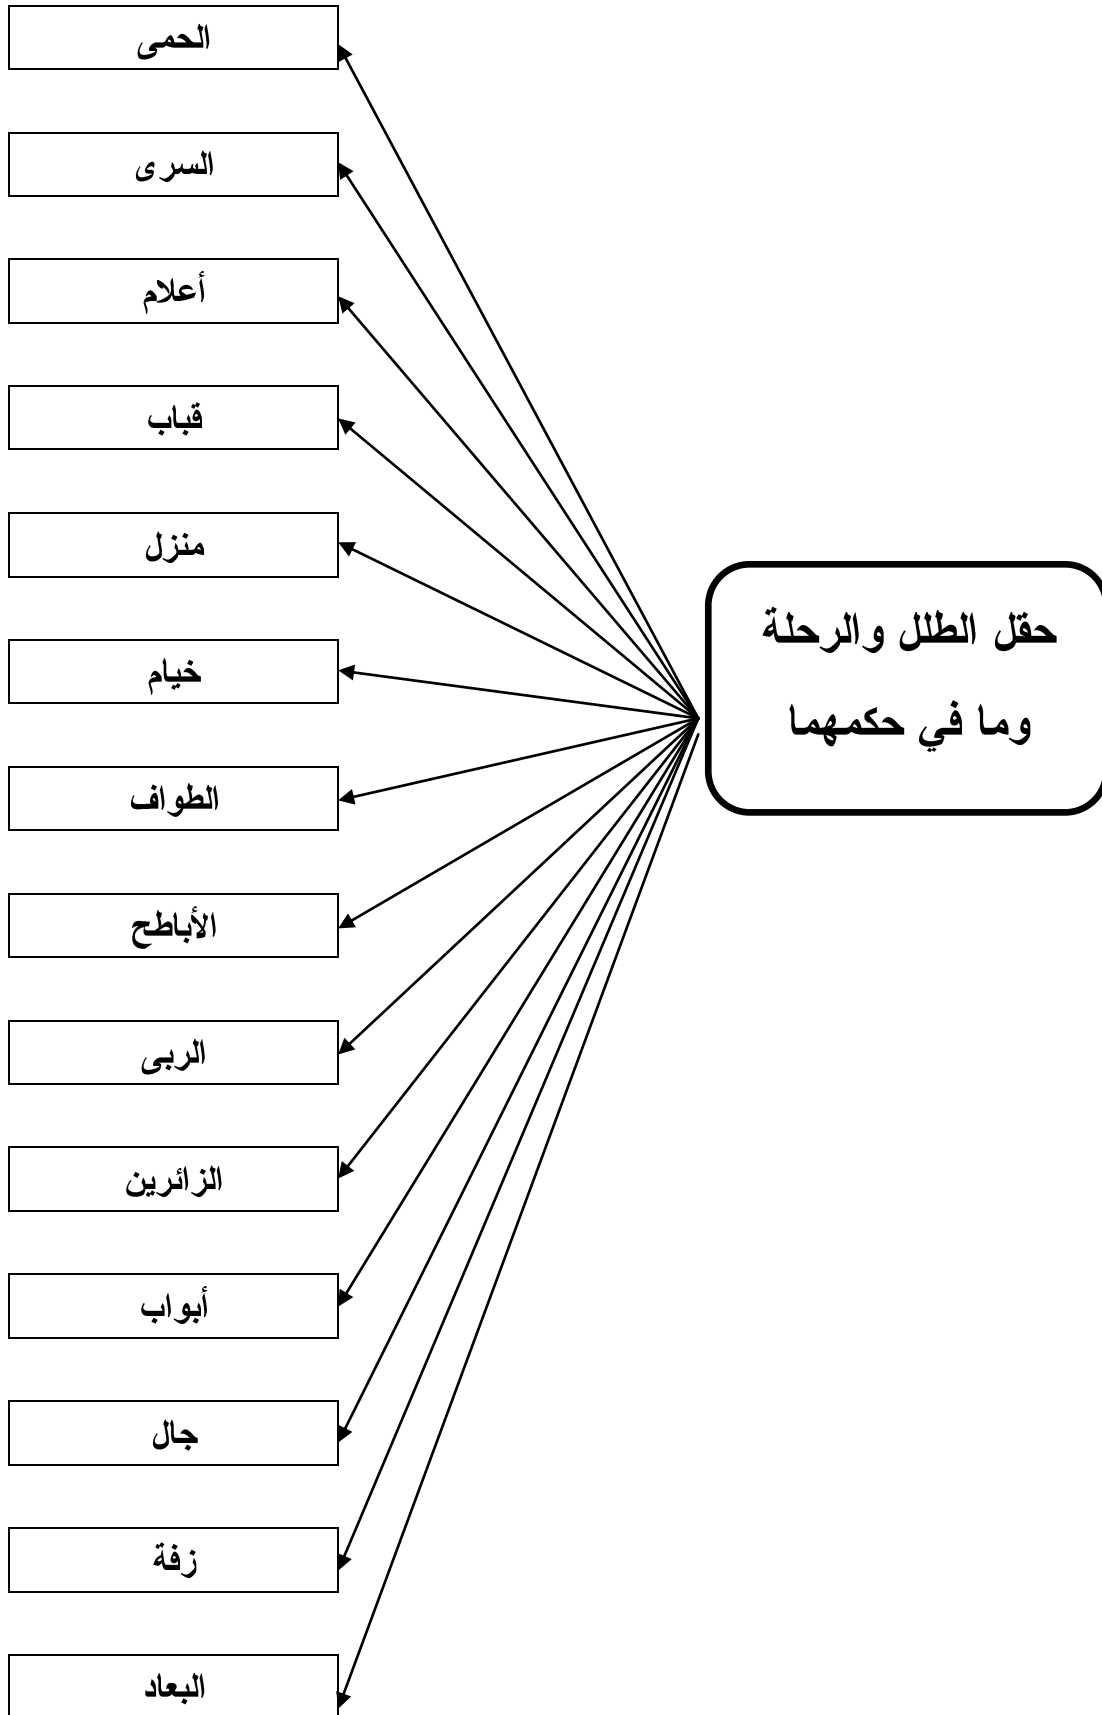 حقل الطلل والرحلة
وما في حكمهما
الحمى
السرى
أعلام
قباب
منزل
خيام
الطواف
الأباطح
الربى
الزائرين
أبواب
جال
زفة
البعاد